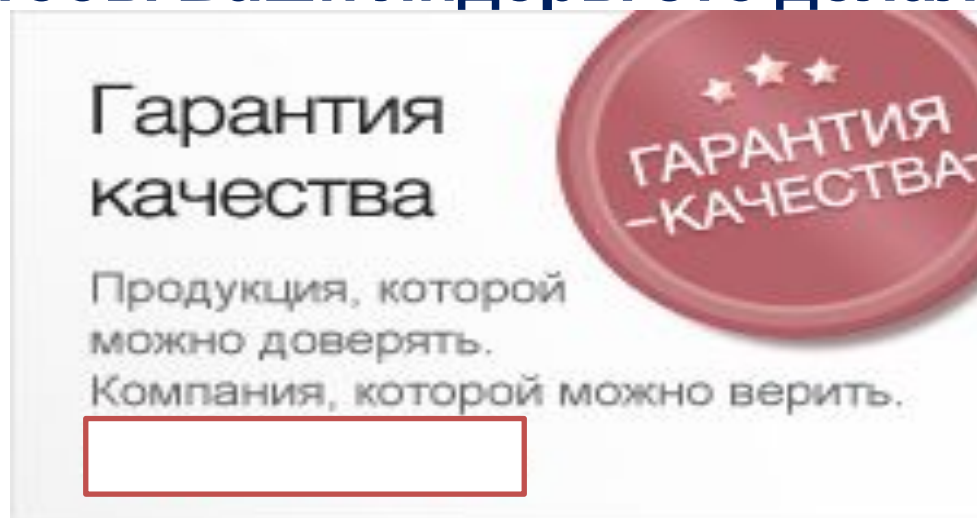 Гарантия
качества
ГАРАНТИЯ
–КАЧЕСТВА–
Продукция, которой
можно доверять.
Компания, которой можно верить.